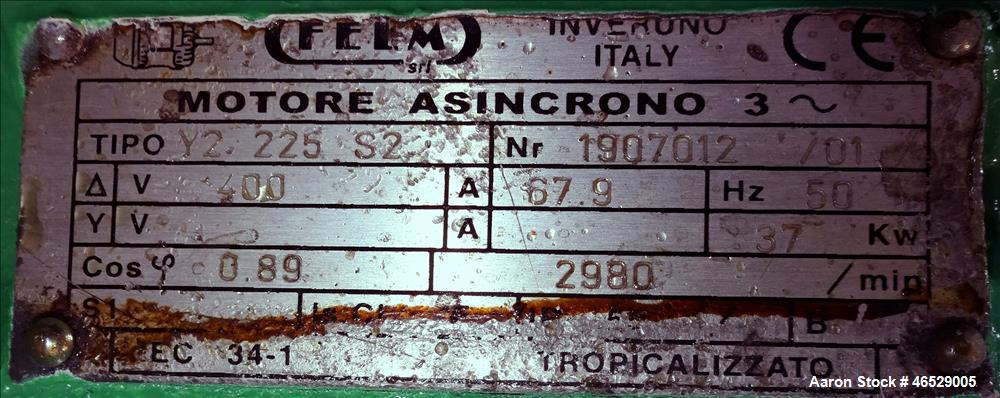 FELM srl
INVERUNO
ITALY
CE
MOTORE ASINCRONO 3 ~
TIPO Y2 225 S2 Nr 1907012 /01
Δ V 400 A 67.9 Hz 50
Y V A 37 Kw
Cos φ 0.89 2980 /min
S1 B
EC 34-1 TROPICALIZZATO
Aaron Stock # 46529005